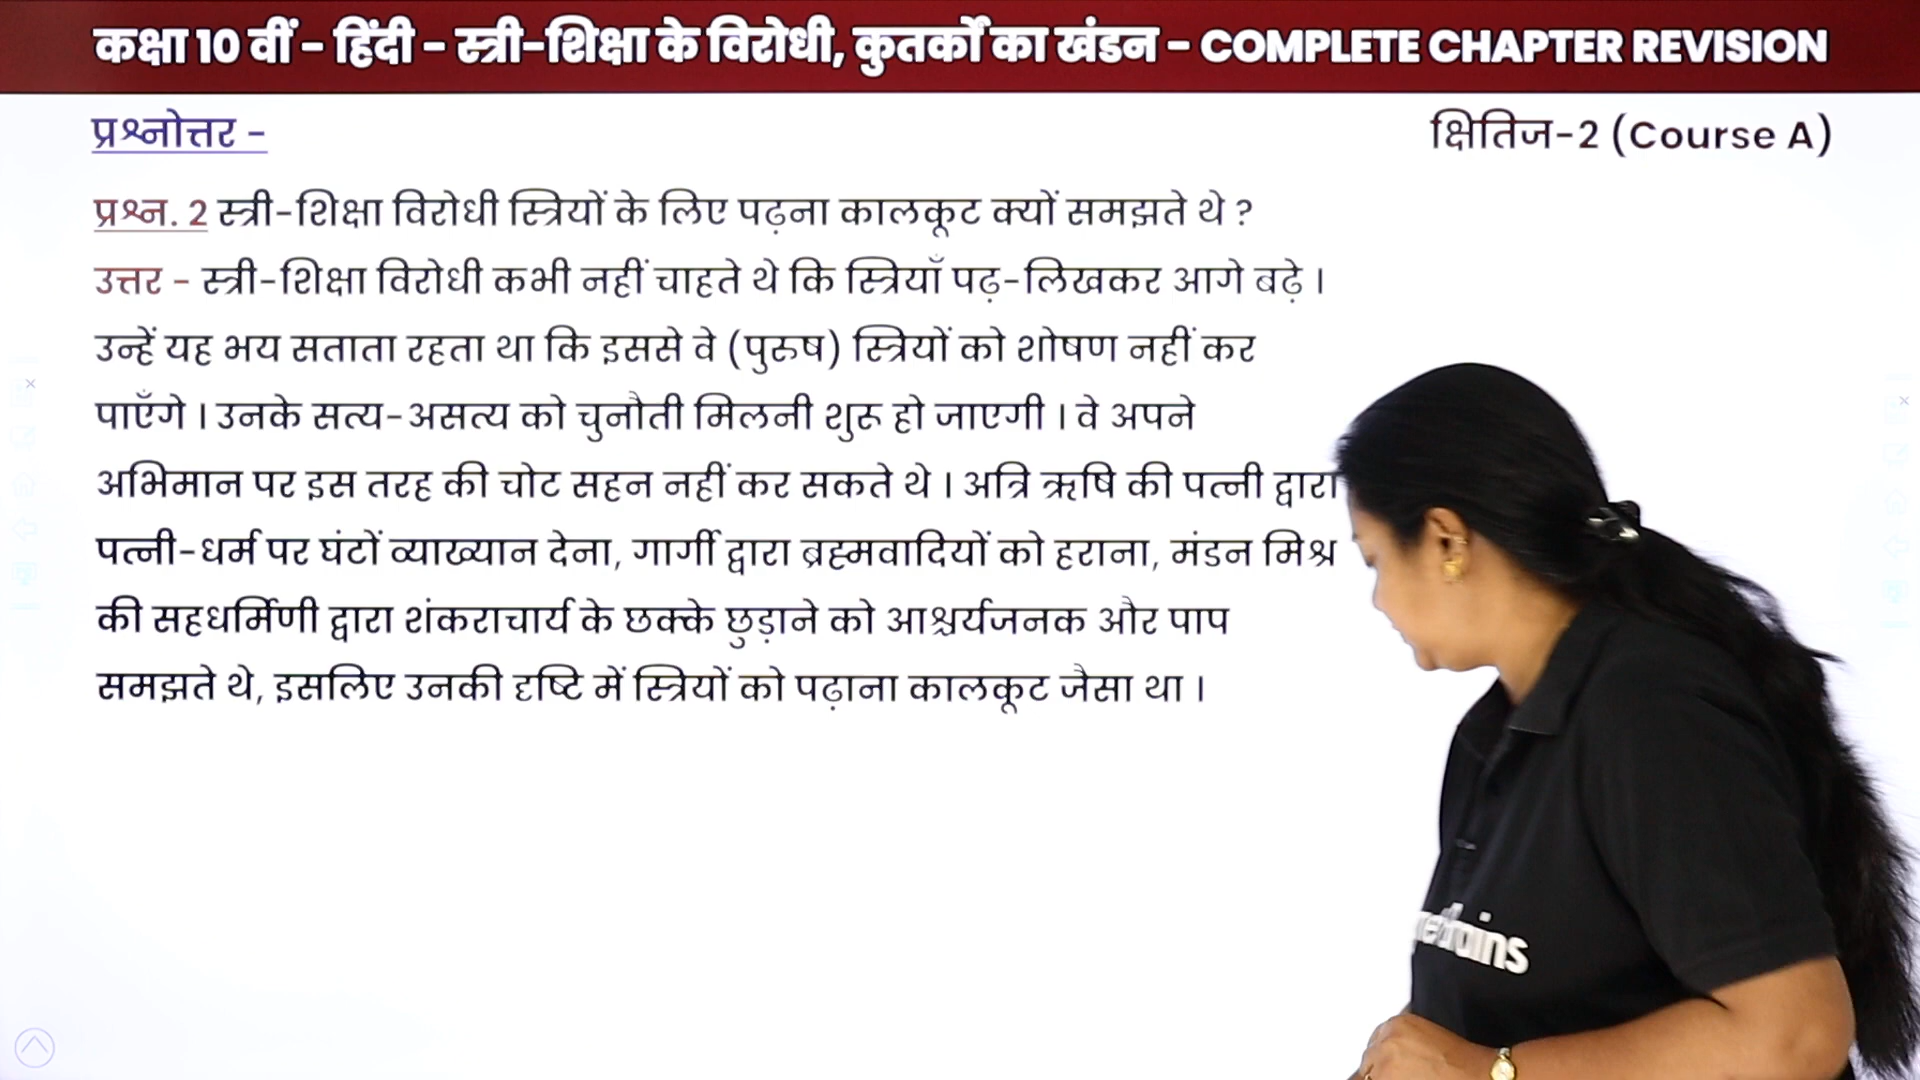 कक्षा 10 वीं – हिंदी – स्त्री-शिक्षा के विरोधी, कुतर्कों का खंडन – COMPLETE CHAPTER REVISION
प्रश्नोत्तर -
क्षितिज-2 (Course A)
प्रश्न. 2 स्त्री-शिक्षा विरोधी स्त्रियों के लिए पढ़ना कालकूट क्यों समझते थे ?
उत्तर - स्त्री-शिक्षा विरोधी कभी नहीं चाहते थे कि स्त्रियाँ पढ़-लिखकर आगे बढ़े ।
उन्हें यह भय सताता रहता था कि इससे वे (पुरुष) स्त्रियों को शोषण नहीं कर
पाएँगे । उनके सत्य-असत्य को चुनौती मिलनी शुरू हो जाएगी । वे अपने
अभिमान पर इस तरह की चोट सहन नहीं कर सकते थे । अत्रि ऋषि की पत्नी द्वारा
पत्नी-धर्म पर घंटों व्याख्यान देना, गार्गी द्वारा ब्रह्मवादियों को हराना, मंडन मिश्र
की सहधर्मिणी द्वारा शंकराचार्य के छक्के छुड़ाने को आश्चर्यजनक और पाप
समझते थे, इसलिए उनकी दृष्टि में स्त्रियों को पढ़ाना कालकूट जैसा था ।